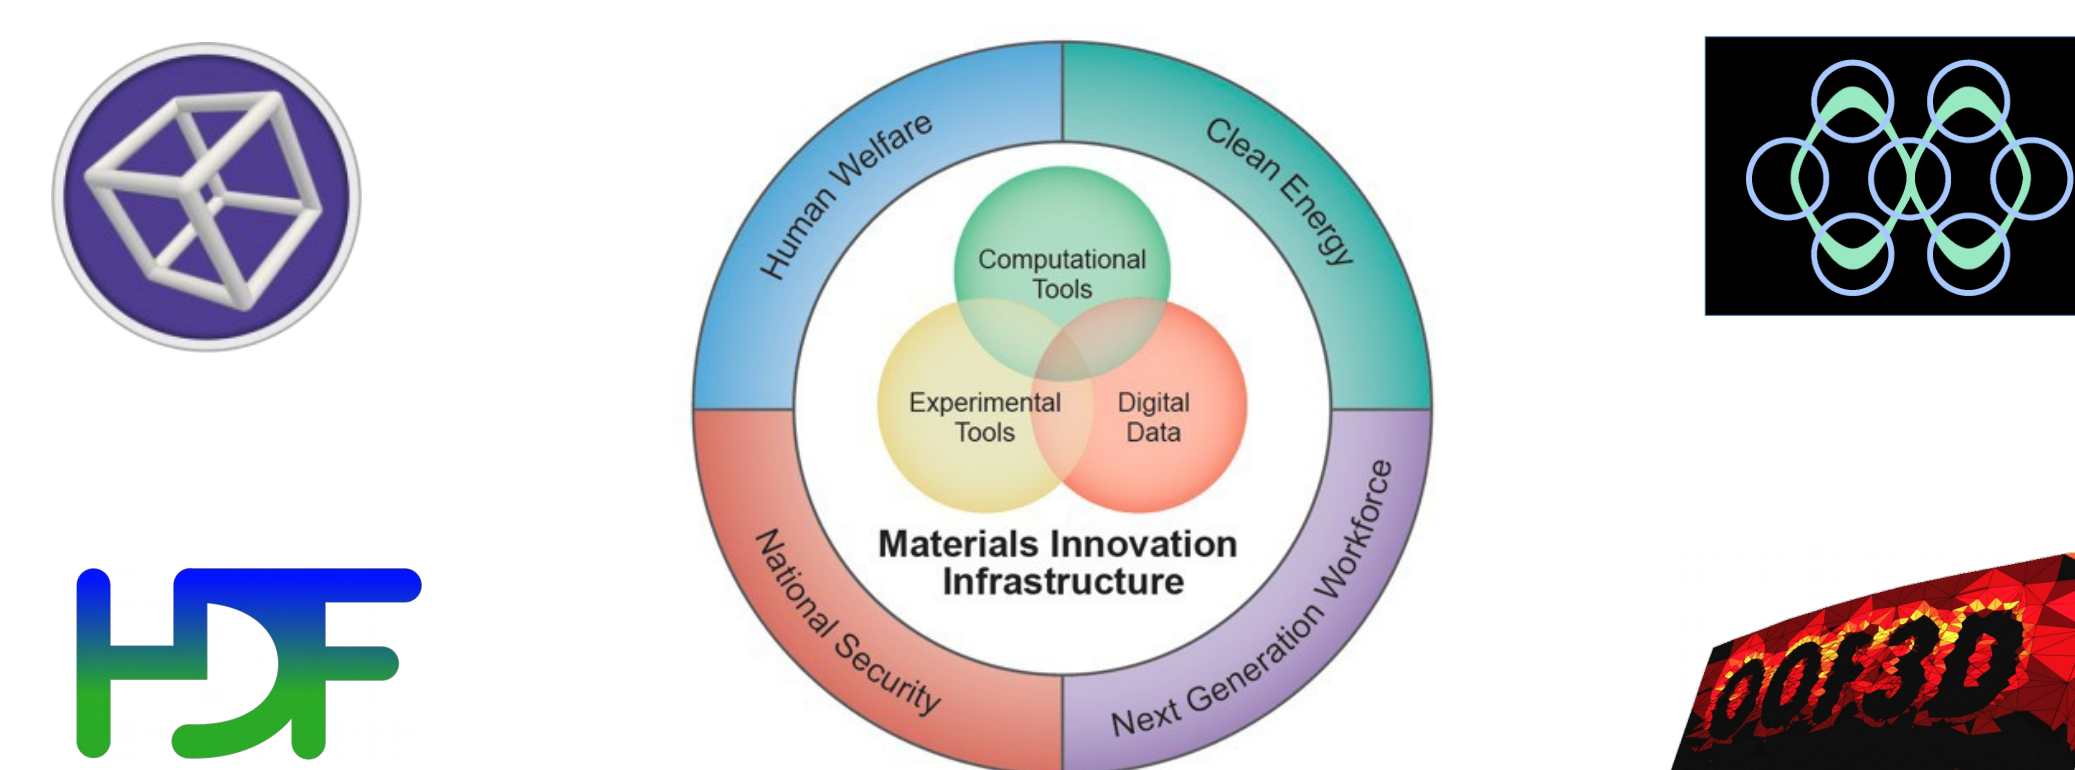 Human Welfare
Clean Energy
Computational
Tools
Experimental
Tools
Digital
Data
Materials Innovation
Infrastructure
National Security
Next Generation Workforce
HDF
OOF3D